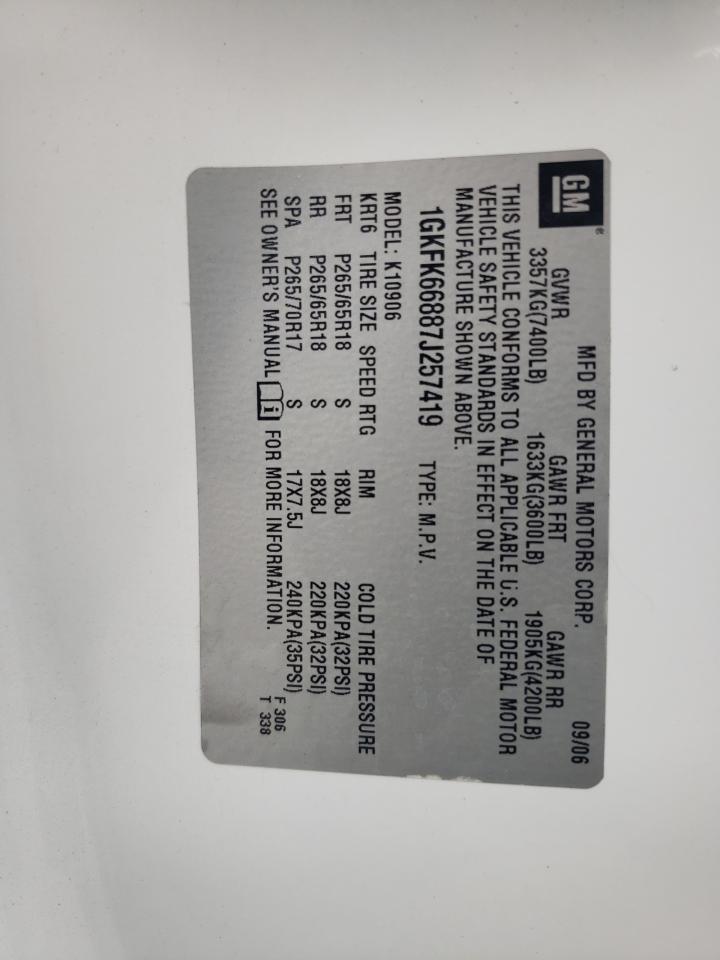 GM
MFD BY GENERAL MOTORS CORP. 09/06
GVWR GAWR FRT GAWR RR
3357KG(7400LB) 1633KG(3600LB) 1905KG(4200LB)
THIS VEHICLE CONFORMS TO ALL APPLICABLE U.S. FEDERAL MOTOR
VEHICLE SAFETY STANDARDS IN EFFECT ON THE DATE OF
MANUFACTURE SHOWN ABOVE.
1GKFK66887J257419 TYPE: M.P.V.
MODEL: K10906
KRT6 TIRE SIZE SPEED RTG RIM COLD TIRE PRESSURE
FRT P265/65R18 S 18X8J 220KPA(32PSI)
RR P265/65R18 S 18X8J 220KPA(32PSI)
SPA P265/70R17 S 17X7.5J 240KPA(35PSI)
SEE OWNER'S MANUAL i FOR MORE INFORMATION.
F 306
T 338